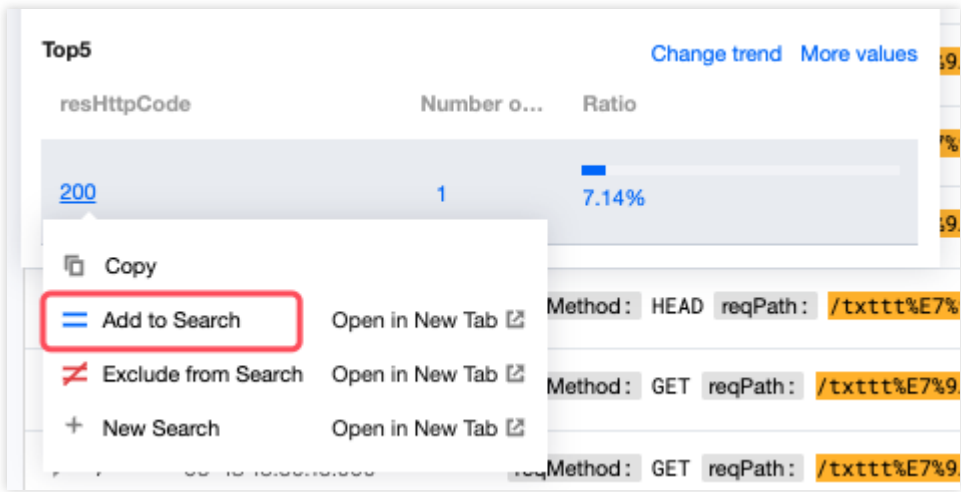 Top5 Change trend More values
resHttpCode Number o... Ratio
200 1 7.14%
Copy
Add to Search Open in New Tab
Method: HEAD reqPath: /txttt%E7%
Exclude from Search Open in New Tab
Method: GET reqPath: /txttt%E7%9.
New Search Open in New Tab
Method: GET reqPath: /txttt%E7%9.